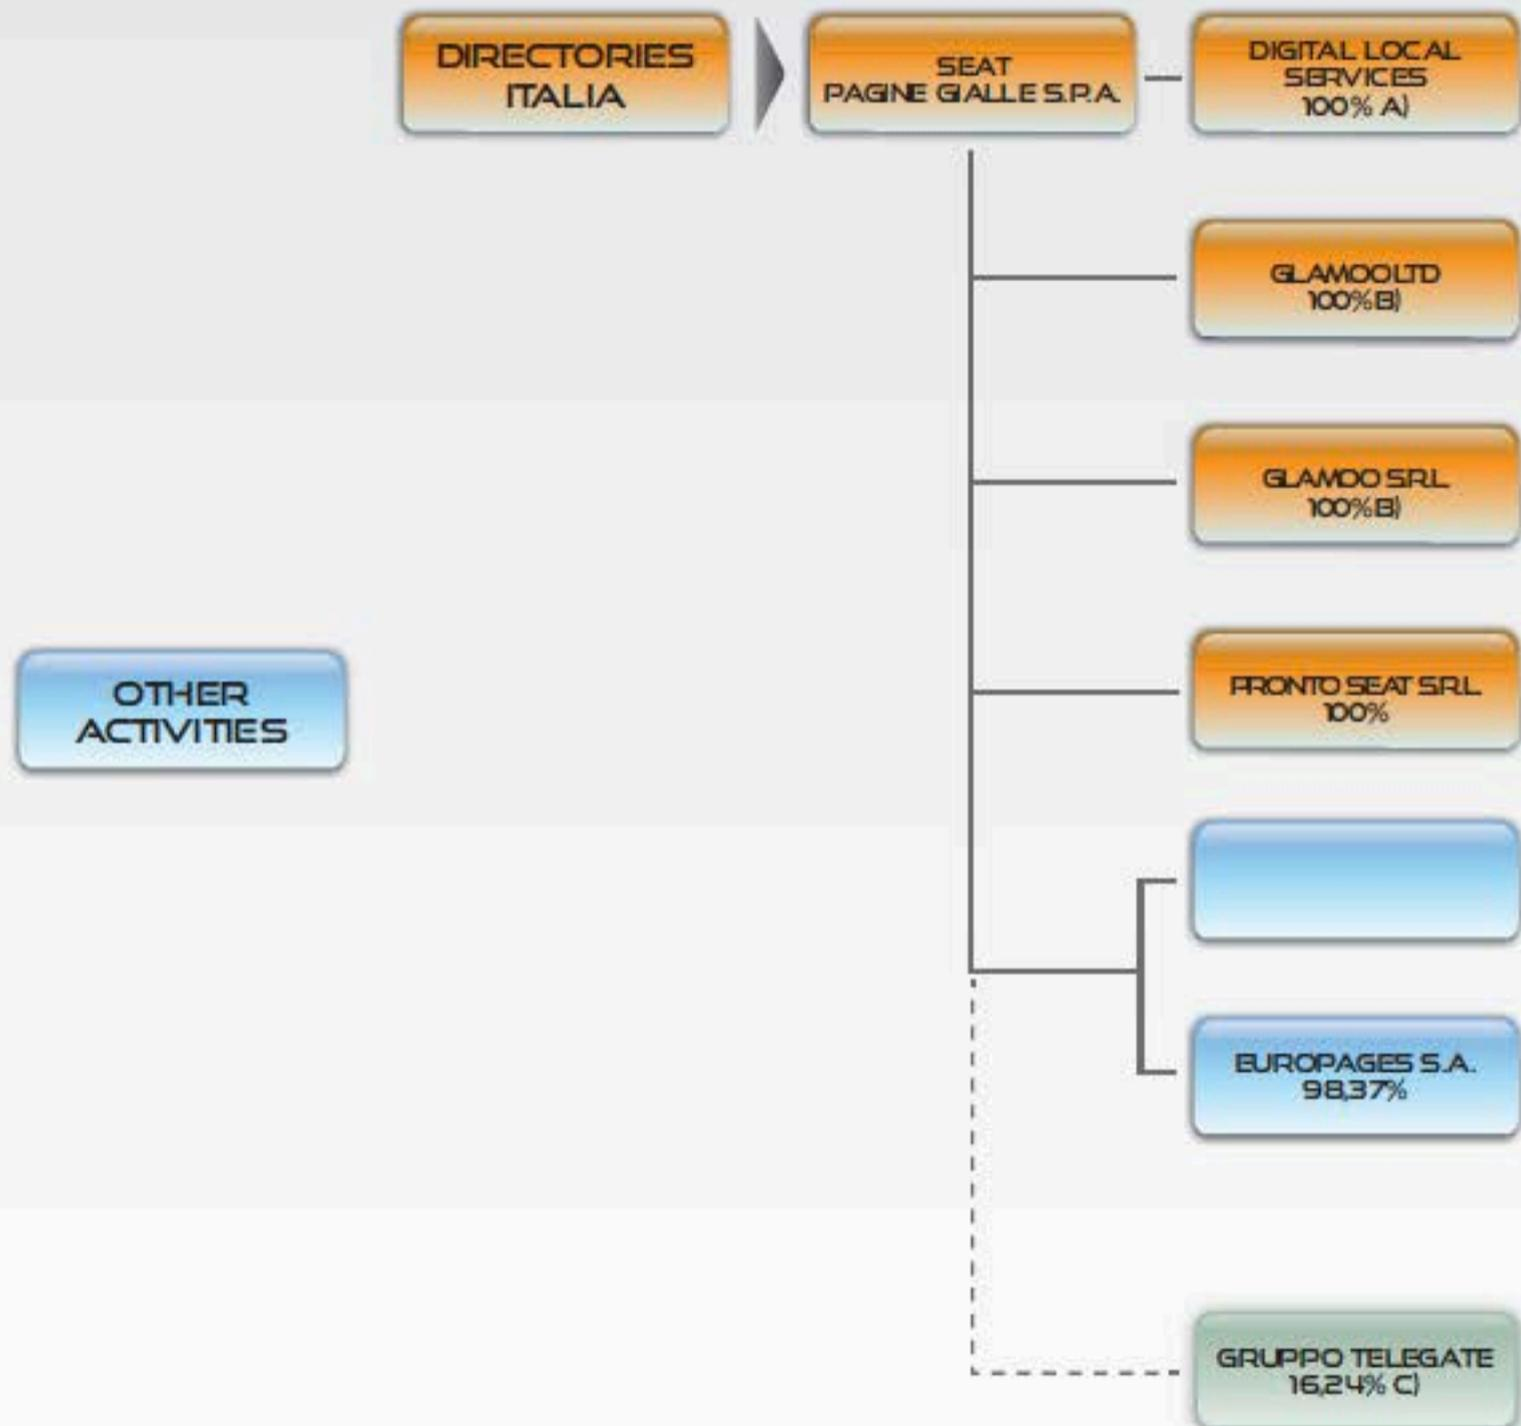 DIRECTORIES
ITALIA
SEAT
PAGINE GIALLE S.P.A.
DIGITAL LOCAL
SERVICES
100% A)
GLAMOO LTD
100% B)
GLAMOO S.R.L
100% B)
OTHER
ACTIVITIES
PRONTO SEAT S.R.L
100%
EUROPAGES S.A.
98,37%
GRUPPO TELEGATE
16,24% C)